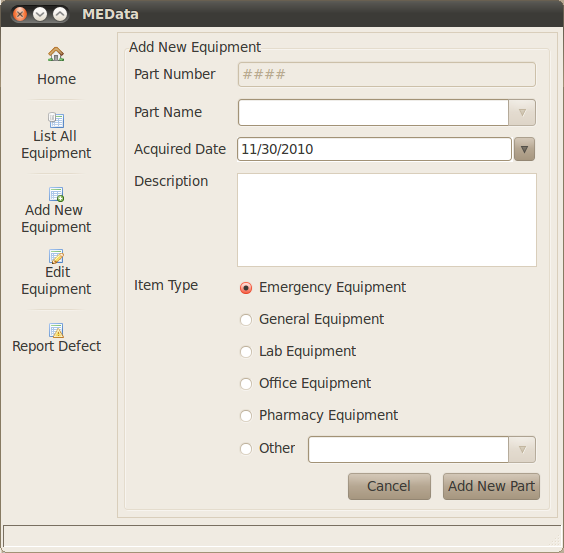 MEData
Home
List All
Equipment
Add New
Equipment
Edit
Equipment
Report Defect
Add New Equipment
Part Number
####
Part Name
Acquired Date
11/30/2010
Description
Item Type
Emergency Equipment
General Equipment
Lab Equipment
Office Equipment
Pharmacy Equipment
Other
Cancel
Add New Part